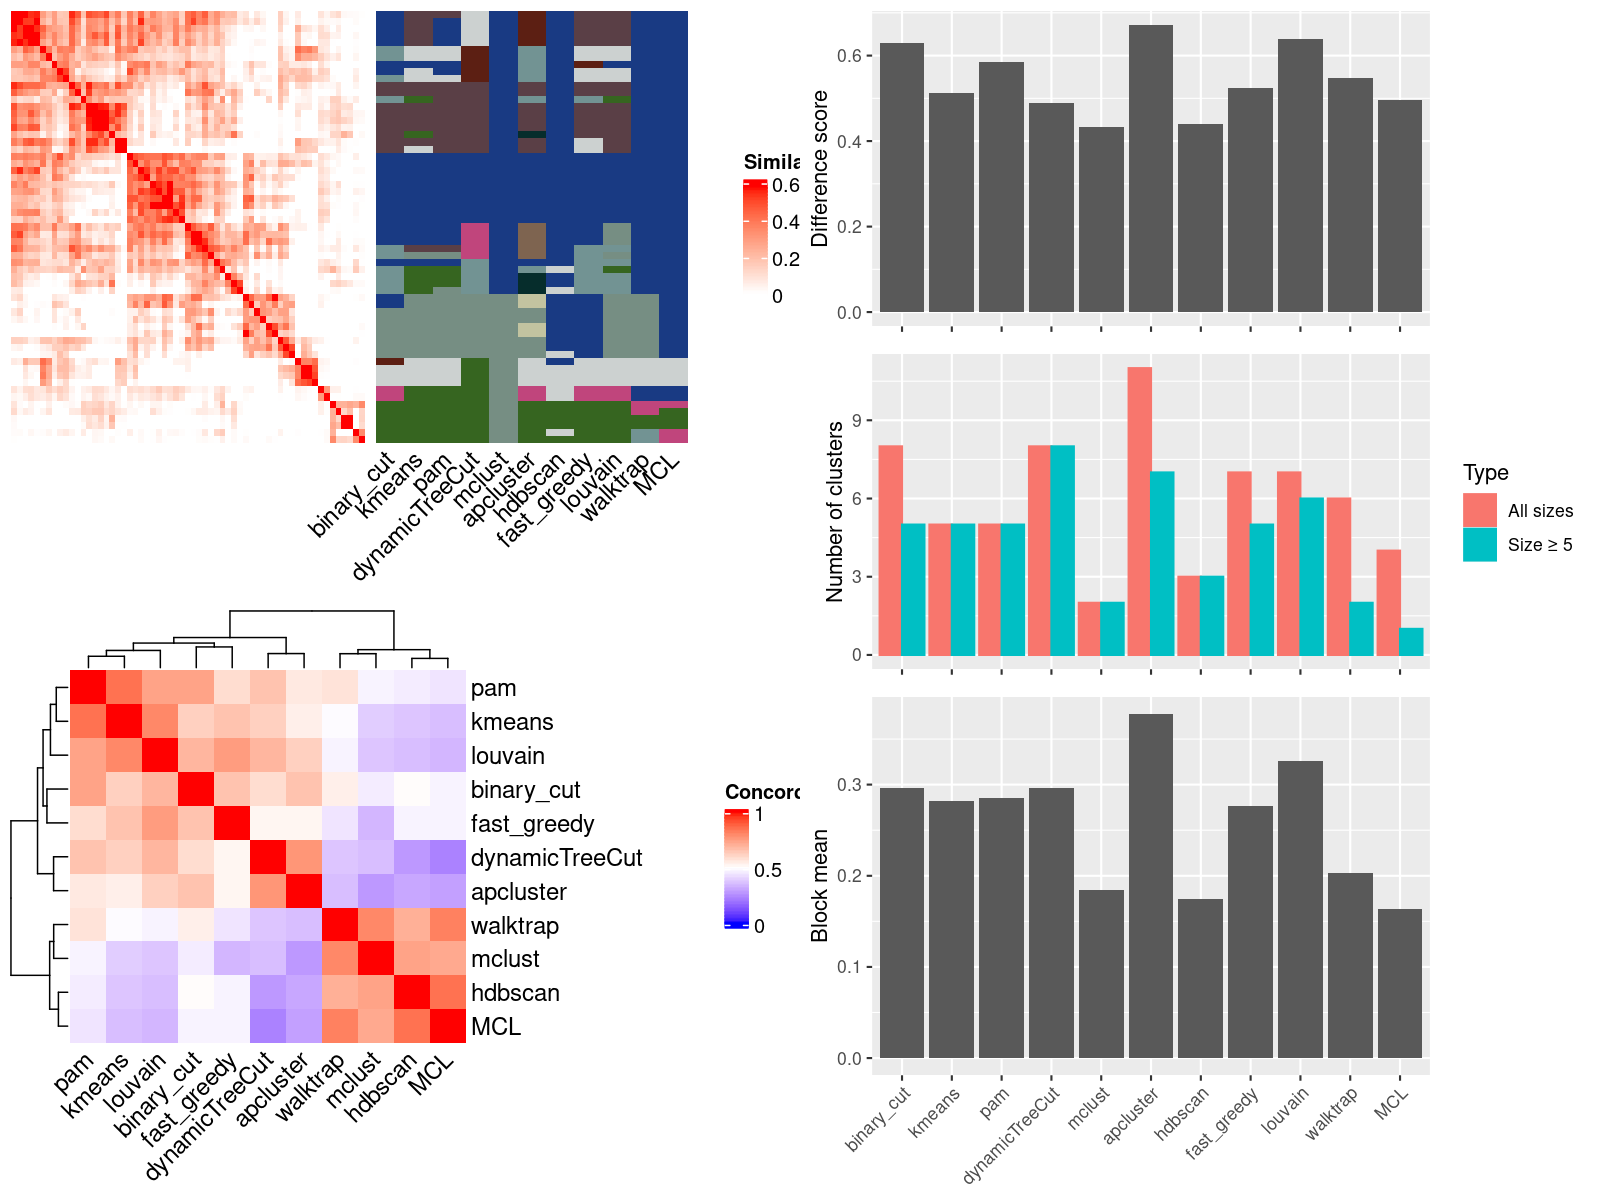 Simila
0.6
0.4
0.2
0
binary_cut
kmeans
pam
dynamicTreeCut
mclust
apcluster
hdbscan
fast_greedy
louvain
walktrap
MCL
pam
kmeans
louvain
binary_cut
fast_greedy
dynamicTreeCut
apcluster
walktrap
mclust
hdbscan
MCL
pam
kmeans
louvain
binary_cut
fast_greedy
dynamicTreeCut
apcluster
walktrap
mclust
hdbscan
MCL
Concord
1
0.5
0
Difference score
0.6
0.4
0.2
0.0
Number of clusters
9
6
3
0
Type
All sizes
Size ≥ 5
Block mean
0.3
0.2
0.1
0.0
binary_cut
kmeans
pam
dynamicTreeCut
mclust
apcluster
hdbscan
fast_greedy
louvain
walktrap
MCL